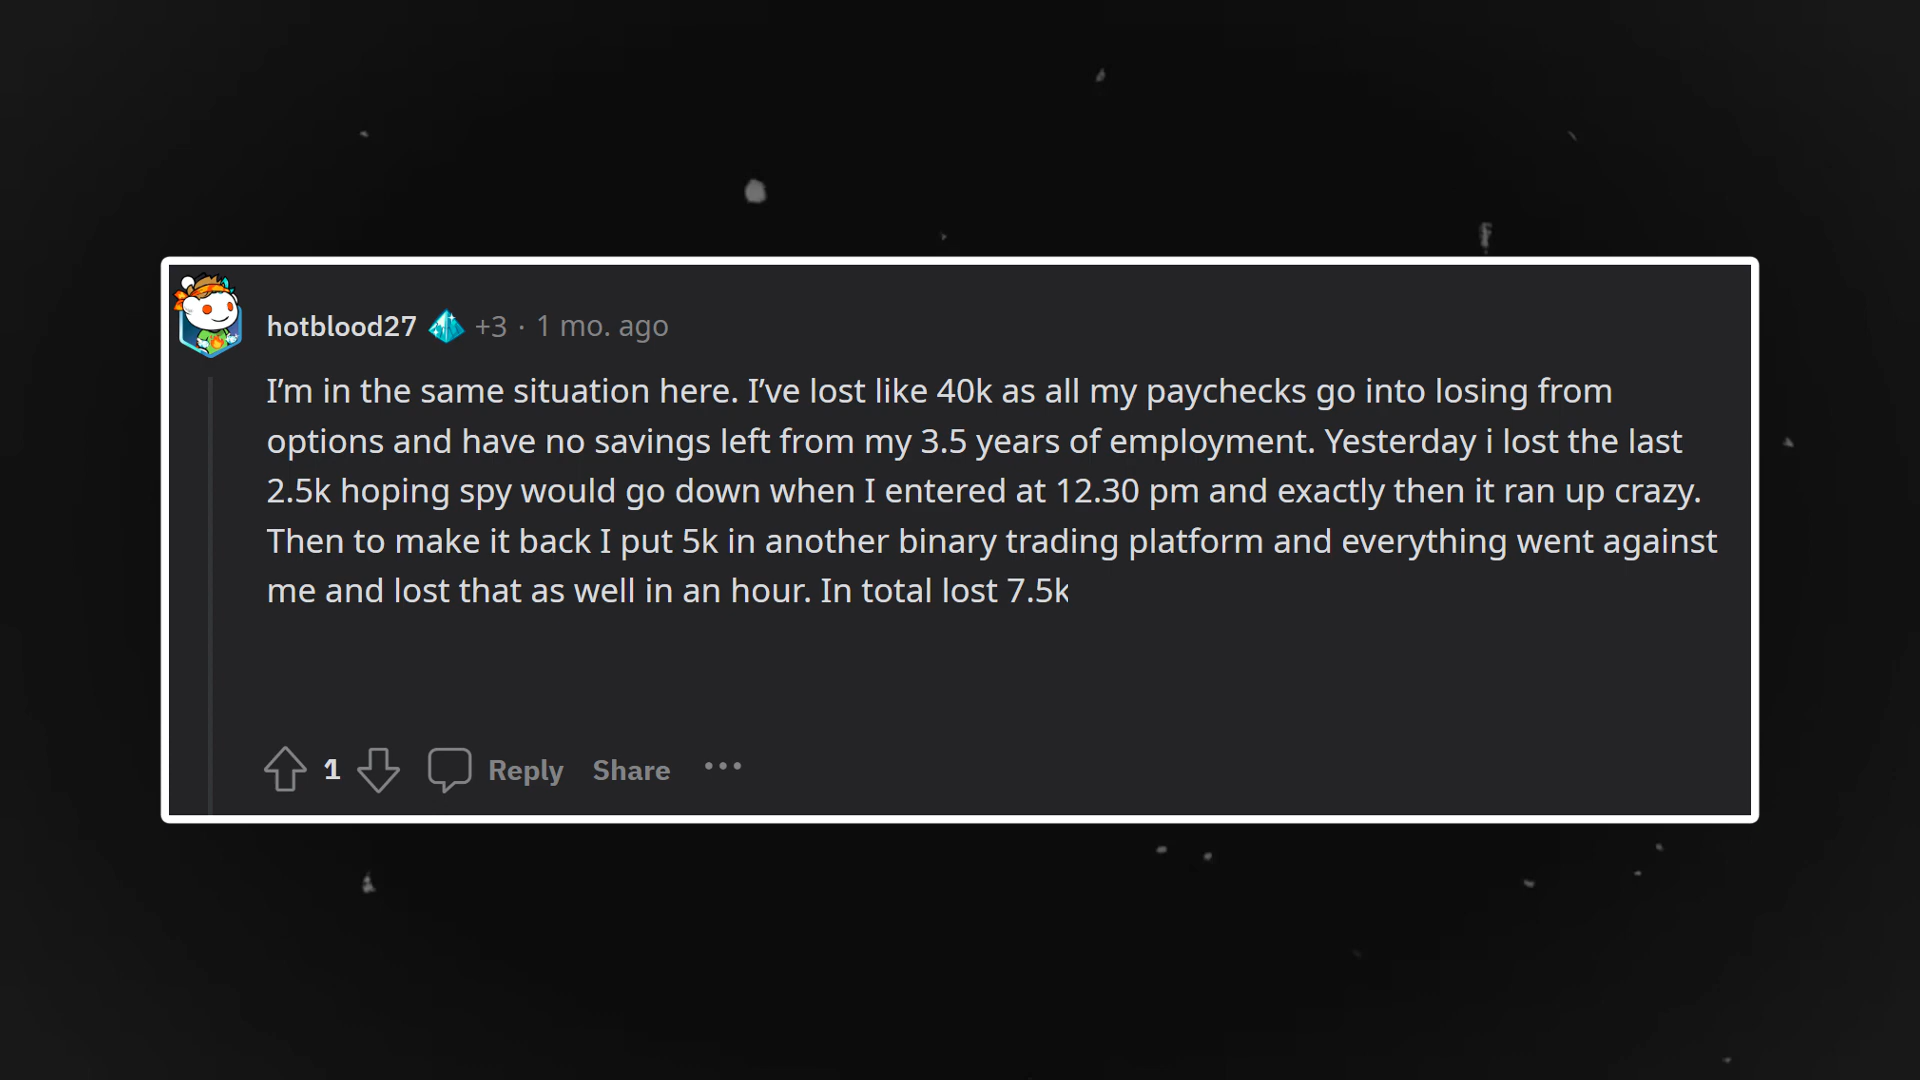 hotblood27 +3 · 1 mo. ago
I’m in the same situation here. I’ve lost like 40k as all my paychecks go into losing from
options and have no savings left from my 3.5 years of employment. Yesterday i lost the last
2.5k hoping spy would go down when I entered at 12.30 pm and exactly then it ran up crazy.
Then to make it back I put 5k in another binary trading platform and everything went against
me and lost that as well in an hour. In total lost 7.5k
1 Reply Share ···